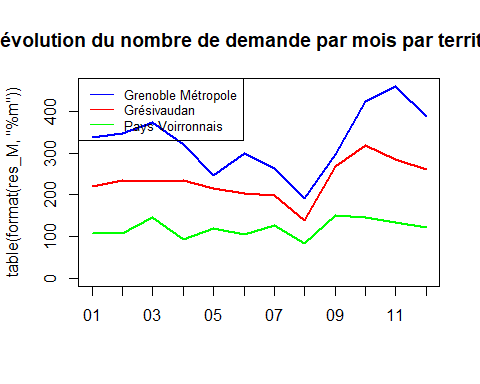 évolution du nombre de demande par mois par territ
Grenoble Métropole
Grésivaudan
Pays Voironnais
table(format(res_M, "%m"))
0 100 200 300 400
01 03 05 07 09 11